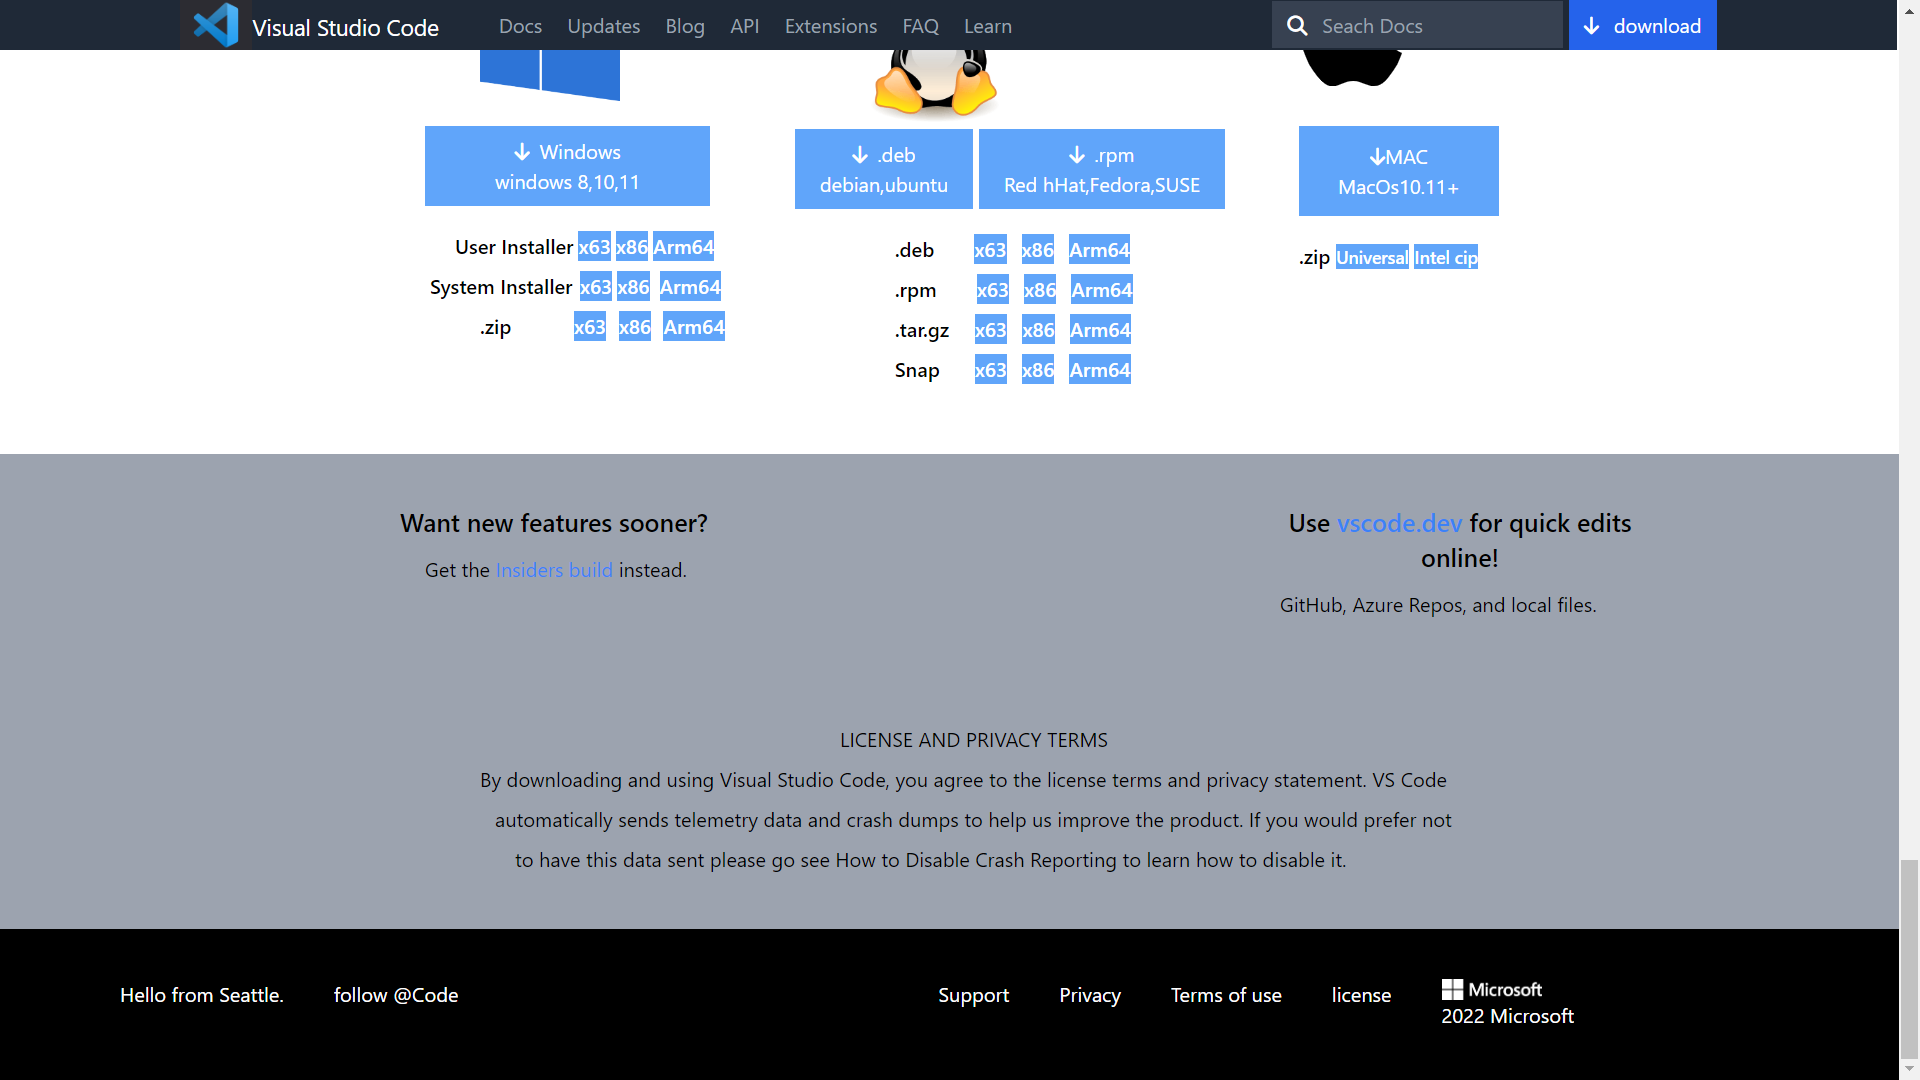 Visual Studio Code Docs Updates Blog API Extensions FAQ Learn Seach Docs download
Windows
windows 8,10,11
.deb
debian,ubuntu
.rpm
Red hHat,Fedora,SUSE
MAC
MacOs10.11+
User Installer x63 x86 Arm64
System Installer x63 x86 Arm64
.zip x63 x86 Arm64
.deb x63 x86 Arm64
.rpm x63 x86 Arm64
.tar.gz x63 x86 Arm64
Snap x63 x86 Arm64
.zip Universal Intel cip
Want new features sooner?
Get the Insiders build instead.
Use vscode.dev for quick edits
online!
GitHub, Azure Repos, and local files.
LICENSE AND PRIVACY TERMS
By downloading and using Visual Studio Code, you agree to the license terms and privacy statement. VS Code
automatically sends telemetry data and crash dumps to help us improve the product. If you would prefer not
to have this data sent please go see How to Disable Crash Reporting to learn how to disable it.
Hello from Seattle. follow @Code Support Privacy Terms of use license Microsoft
2022 Microsoft